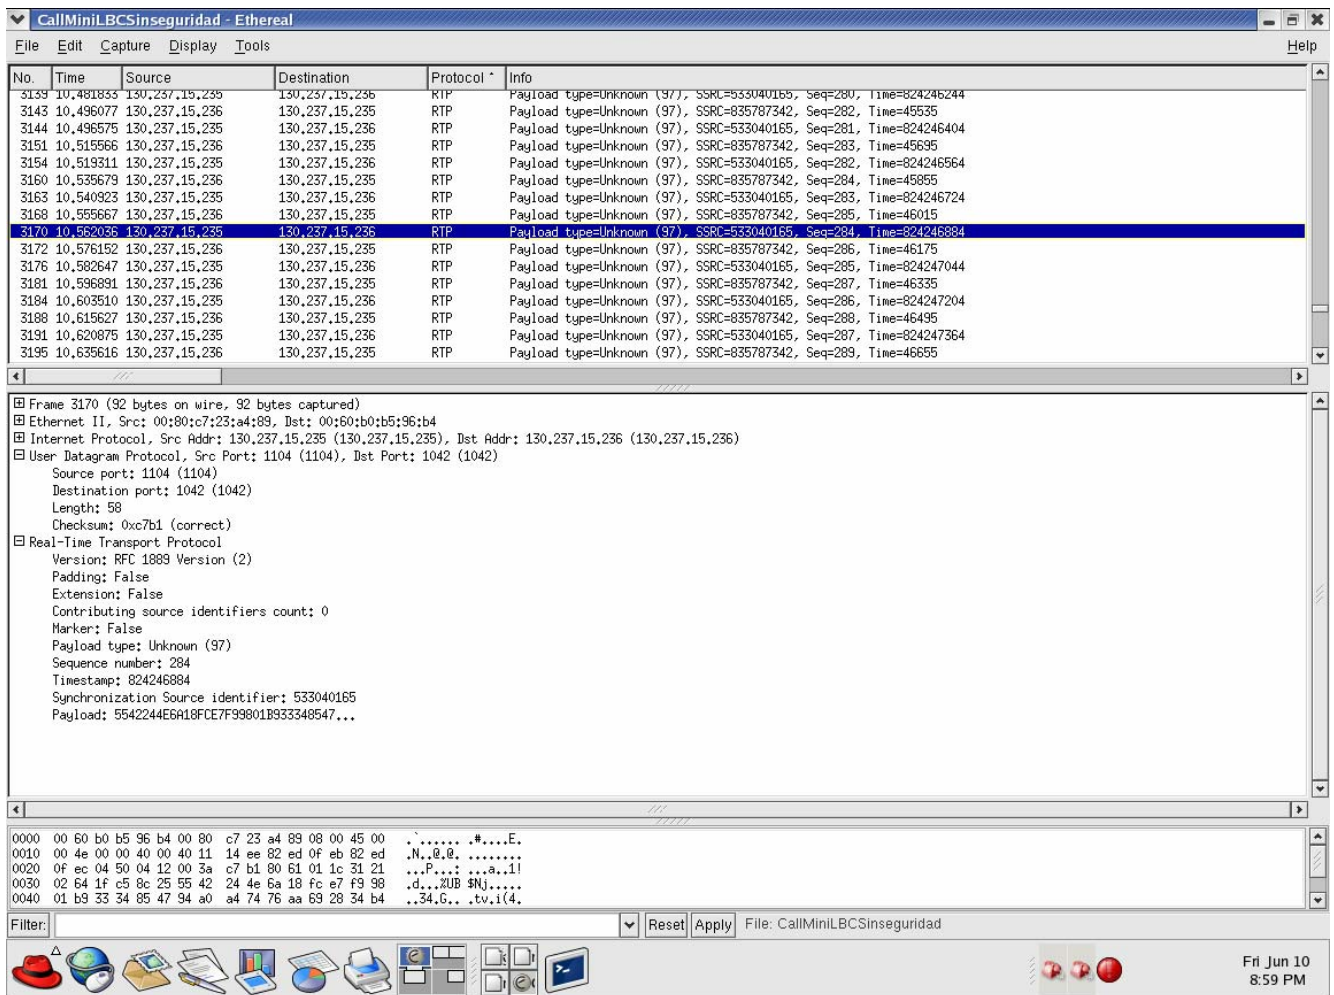 CallMiniLBCSinseguridad - Ethereal
File Edit Capture Display Tools Help
No. Time Source Destination Protocol Info
3139 10.481833 130.237.15.235 130.237.15.236 RTP Payload type=Unknown (97), SSRC=533040165, Seq=280, Time=824246244
3143 10.496077 130.237.15.236 130.237.15.235 RTP Payload type=Unknown (97), SSRC=835787342, Seq=282, Time=45535
3144 10.496575 130.237.15.235 130.237.15.236 RTP Payload type=Unknown (97), SSRC=533040165, Seq=281, Time=824246404
3151 10.515566 130.237.15.236 130.237.15.235 RTP Payload type=Unknown (97), SSRC=835787342, Seq=283, Time=45695
3154 10.519311 130.237.15.235 130.237.15.236 RTP Payload type=Unknown (97), SSRC=533040165, Seq=282, Time=824246564
3160 10.535679 130.237.15.236 130.237.15.235 RTP Payload type=Unknown (97), SSRC=835787342, Seq=284, Time=45855
3163 10.540923 130.237.15.235 130.237.15.236 RTP Payload type=Unknown (97), SSRC=533040165, Seq=283, Time=824246724
3168 10.555667 130.237.15.236 130.237.15.235 RTP Payload type=Unknown (97), SSRC=835787342, Seq=285, Time=46015
3170 10.562036 130.237.15.235 130.237.15.236 RTP Payload type=Unknown (97), SSRC=533040165, Seq=284, Time=824246884
3172 10.576152 130.237.15.236 130.237.15.235 RTP Payload type=Unknown (97), SSRC=835787342, Seq=286, Time=46175
3176 10.582647 130.237.15.235 130.237.15.236 RTP Payload type=Unknown (97), SSRC=533040165, Seq=285, Time=824247044
3181 10.596891 130.237.15.236 130.237.15.235 RTP Payload type=Unknown (97), SSRC=835787342, Seq=287, Time=46335
3184 10.603510 130.237.15.235 130.237.15.236 RTP Payload type=Unknown (97), SSRC=533040165, Seq=286, Time=824247204
3188 10.615627 130.237.15.236 130.237.15.235 RTP Payload type=Unknown (97), SSRC=835787342, Seq=288, Time=46495
3191 10.620875 130.237.15.235 130.237.15.236 RTP Payload type=Unknown (97), SSRC=533040165, Seq=287, Time=824247364
3195 10.635616 130.237.15.236 130.237.15.235 RTP Payload type=Unknown (97), SSRC=835787342, Seq=289, Time=46655
Frame 3170 (92 bytes on wire, 92 bytes captured)
Ethernet II, Src: 00:80:c7:23:a4:89, Dst: 00:60:b0:b5:96:b4
Internet Protocol, Src Addr: 130.237.15.235 (130.237.15.235), Dst Addr: 130.237.15.236 (130.237.15.236)
User Datagram Protocol, Src Port: 1104 (1104), Dst Port: 1042 (1042)
Source port: 1104 (1104)
Destination port: 1042 (1042)
Length: 58
Checksum: 0xc7b1 (correct)
Real-Time Transport Protocol
Version: RFC 1889 Version (2)
Padding: False
Extension: False
Contributing source identifiers count: 0
Marker: False
Payload type: Unknown (97)
Sequence number: 284
Timestamp: 824246884
Synchronization Source identifier: 533040165
Payload: 5542244E6A18FCE7F99801B933348547...
0000 00 60 b0 b5 96 b4 00 80 c7 23 a4 89 08 00 45 00 .`...... .#....E.
0010 00 4e 00 00 40 00 40 11 14 ee 82 ed 0f eb 82 ed .N..@.@. ........
0020 0f ec 04 50 04 12 00 3a c7 b1 80 61 01 1c 31 21 ...P...: ...a..1!
0030 02 64 1f c5 8c 25 55 42 24 4e 6a 18 fc e7 f9 98 .d...%UB $Nj.....
0040 01 b9 33 34 85 47 94 a0 a4 74 76 aa 69 28 34 b4 ..34.G.. .tv.i(4.
Filter: Reset Apply File: CallMiniLBCSinseguridad
Fri Jun 10
8:59 PM